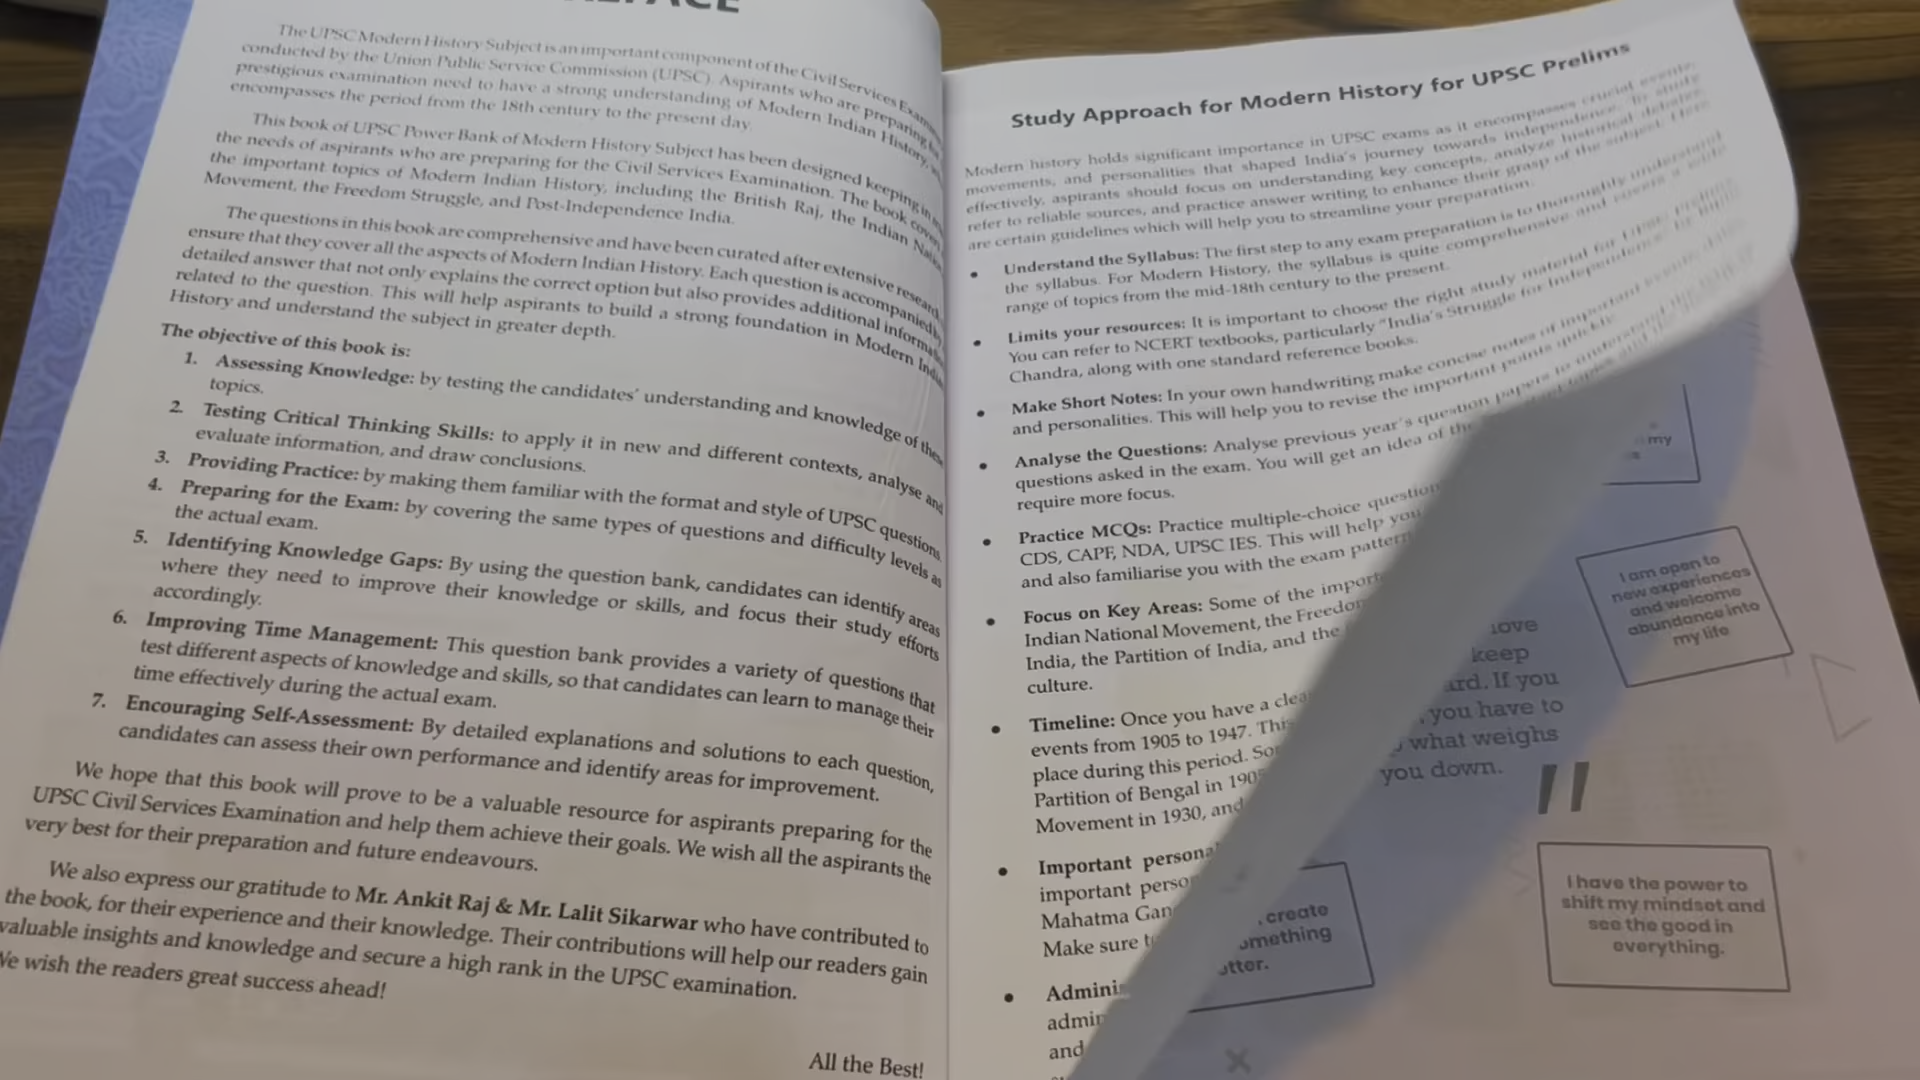 The UPSC Modern History Subject is an important component of the Civil Services
conducted by the Union Public Service Commission (UPSC). Aspirants who are preparing for
prestigious examination need to have a strong understanding of Modern Indian History,
encompasses the period from the 18th century to the present day.
This book of UPSC Power Bank of Modern History Subject has been designed keeping in
the needs of aspirants who are preparing for the Civil Services Examination. The book covers
the important topics of Modern Indian History, including the British Raj, the Indian
Movement, the Freedom Struggle, and Post-Independence India.
The questions in this book are comprehensive and have been curated after extensive research
ensure that they cover all the aspects of Modern Indian History. Each question is accompanied by
detailed answer that not only explains the correct option but also provides additional
related to the question. This will help aspirants to build a strong foundation in Modern
History and understand the subject in greater depth.
The objective of this book is:
1. Assessing Knowledge: by testing the candidates' understanding and knowledge of these
topics.
2. Testing Critical Thinking Skills: to apply it in new and different contexts, analyse and
evaluate information, and draw conclusions.
3. Providing Practice: by making them familiar with the format and style of UPSC questions.
4. Preparing for the Exam: by covering the same types of questions and difficulty levels as
the actual exam.
5. Identifying Knowledge Gaps: By using the question bank, candidates can identify areas
where they need to improve their knowledge or skills, and focus their study efforts
accordingly.
6. Improving Time Management: This question bank provides a variety of questions that
test different aspects of knowledge and skills, so that candidates can learn to manage their
time effectively during the actual exam.
7. Encouraging Self-Assessment: By detailed explanations and solutions to each question,
candidates can assess their own performance and identify areas for improvement.
We hope that this book will prove to be a valuable resource for aspirants preparing for the
UPSC Civil Services Examination and help them achieve their goals. We wish all the aspirants the
very best for their preparation and future endeavours.
We also express our gratitude to Mr. Ankit Raj & Mr. Lalit Sikarwar who have contributed to
the book, for their experience and their knowledge. Their contributions will help our readers gain
valuable insights and knowledge and secure a high rank in the UPSC examination.
We wish the readers great success ahead!
All the Best!
Study Approach for Modern History for UPSC Prelims
Modern history holds significant importance in UPSC exams as it encompasses crucial events,
movements, and personalities that shaped India's journey towards independence. To study
effectively, aspirants should focus on understanding key concepts, analyze historical debates,
refer to reliable sources, and practice answer writing to enhance their grasp of the subject. Here
are certain guidelines which will help you to streamline your preparation.
• Understand the Syllabus: The first step to any exam preparation is to thoroughly understand
the syllabus. For Modern History, the syllabus is quite comprehensive and covers a wide
range of topics from the mid-18th century to the present.
• Limits your resources: It is important to choose the right study material for UPSC prelims.
You can refer to NCERT textbooks, particularly "India's Struggle for Independence"
Chandra, along with one standard reference books.
• Make Short Notes: In your own handwriting make concise notes of important
and personalities. This will help you to revise the important points quickly.
• Analyse the Questions: Analyse previous year's question papers to understand the
questions asked in the exam. You will get an idea of the
require more focus.
• Practice MCQs: Practice multiple-choice question
CDS, CAPF, NDA, UPSC IES. This will help you
and also familiarise you with the exam pattern
• Focus on Key Areas: Some of the
Indian National Movement, the Freedom
India, the Partition of India, and the
culture.
• Timeline: Once you have a
events from 1905 to 1947. This
place during this period.
Partition of Bengal in 1905
Movement in 1930, and
• Important
important
Mahatma
Make sure
•
and
my
I am open to
new experiences
and welcome
abundance into
my life
keep
If you
you have to
what weighs
you down.
"
create
I have the power to
shift my mindset and
see the good in
everything.